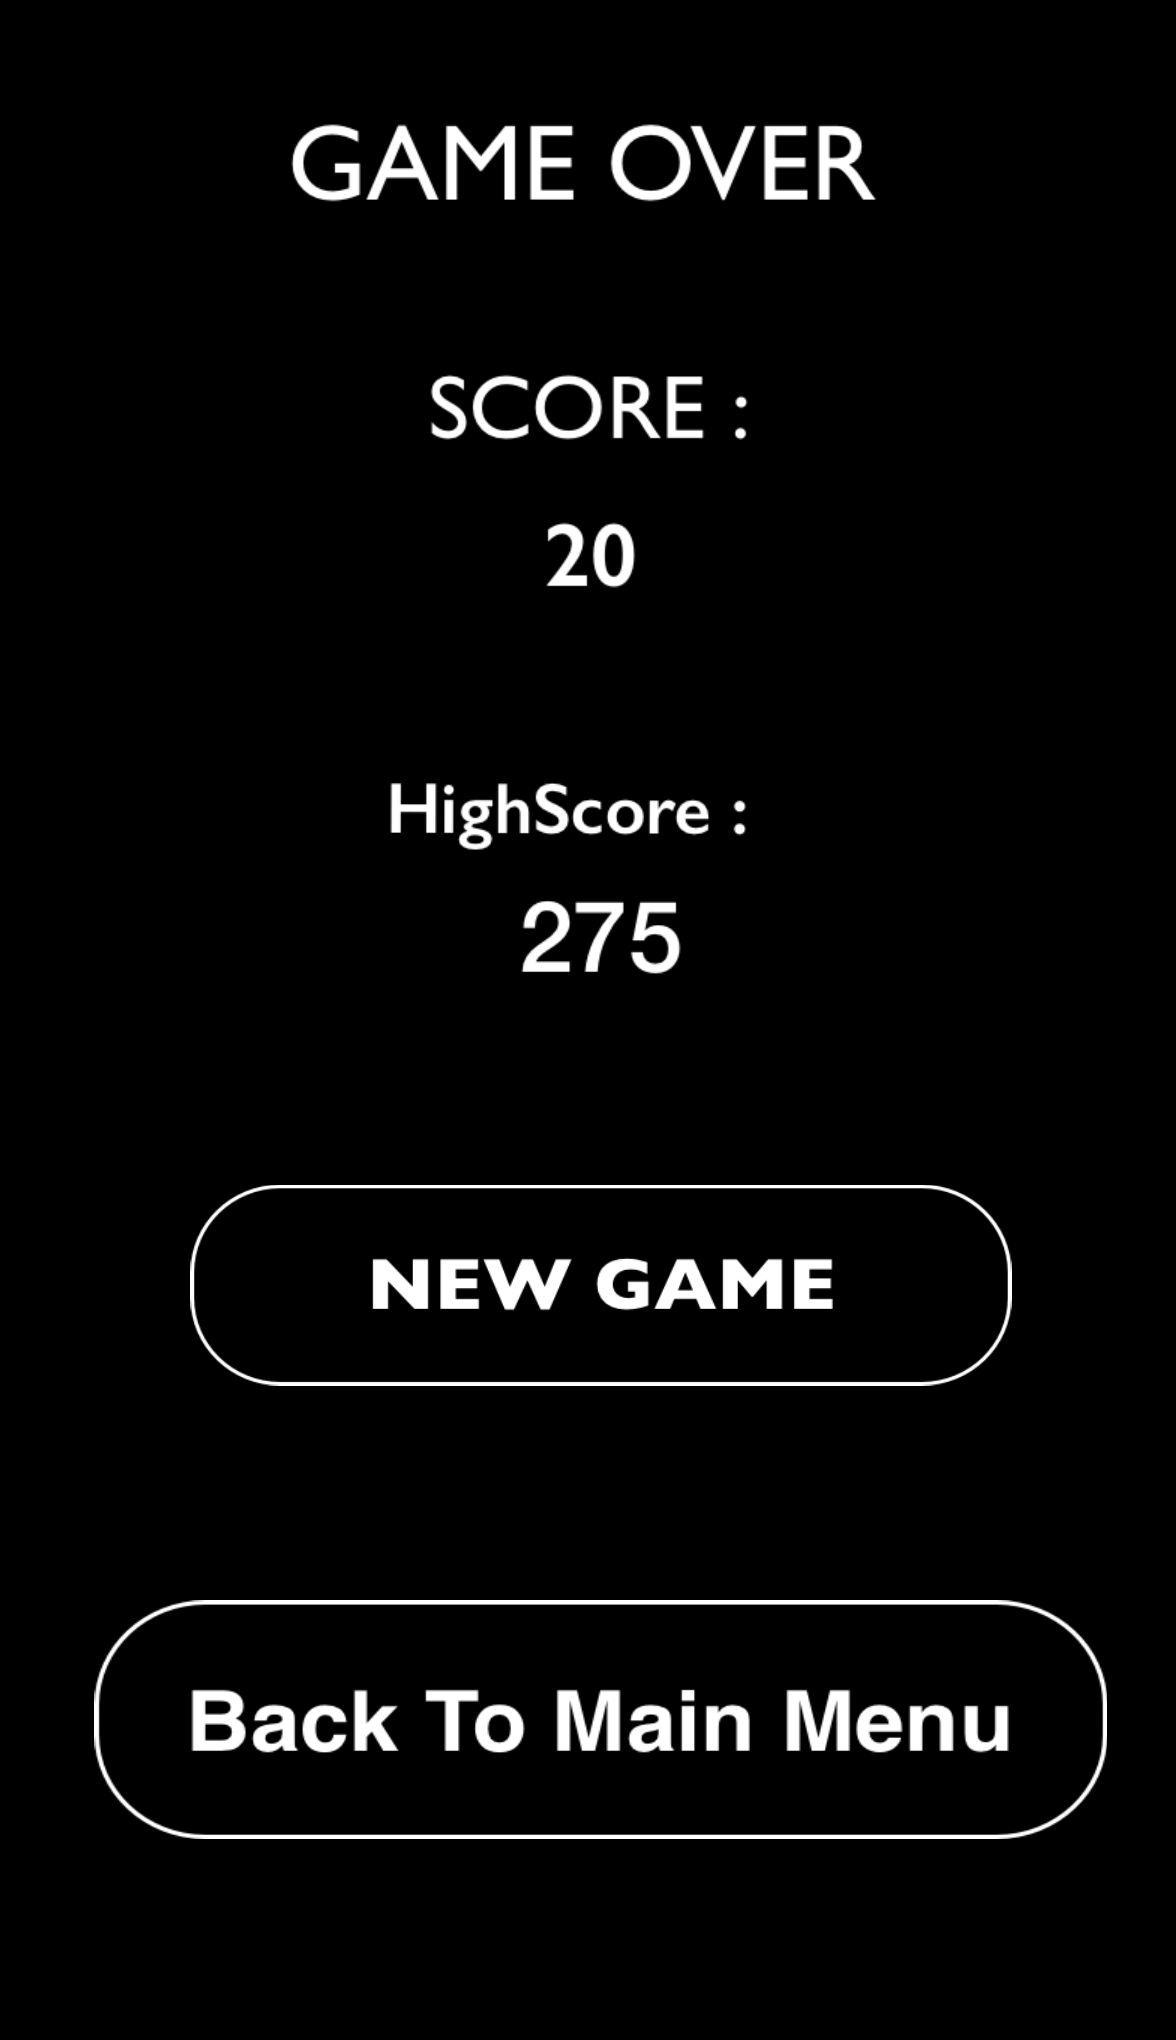 GAME OVER
SCORE :
20
HighScore :
275
NEW GAME
Back To Main Menu